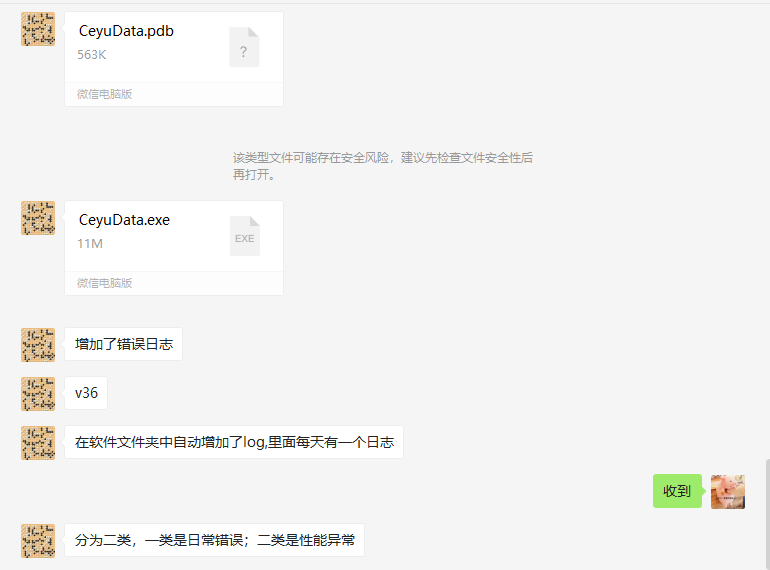 CeyuData.pdb
563K
?
微信电脑版
该类型文件可能存在安全风险，建议先检查文件安全性后
再打开。
CeyuData.exe
11M
EXE
微信电脑版
增加了错误日志
v36
在软件文件夹中自动增加了log,里面每天有一个日志
收到
分为二类，一类是日常错误；二类是性能异常